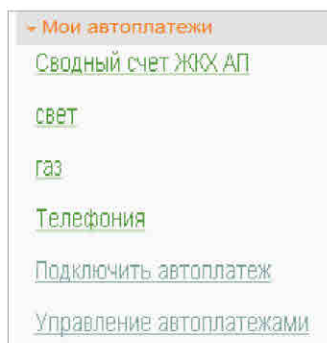 Мои автоплатежи
Сводный счет ЖКХ АП
свет
газ
Телефония
Подключить автоплатеж
Управление автоплатежами